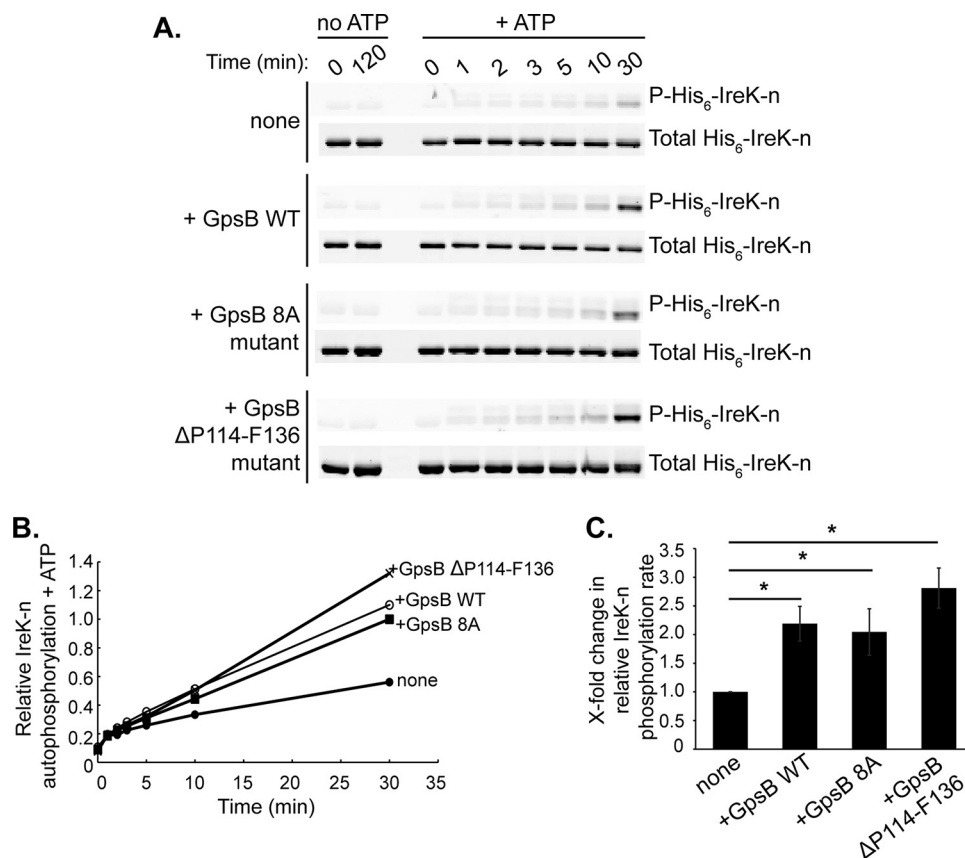 A.
no ATP + ATP
Time (min): 0 120 0 1 2 3 5 10 30
none
P-His6-IreK-n
Total His6-IreK-n
+ GpsB WT
P-His6-IreK-n
Total His6-IreK-n
+ GpsB 8A
mutant
P-His6-IreK-n
Total His6-IreK-n
+ GpsB
ΔP114-F136
mutant
P-His6-IreK-n
Total His6-IreK-n
B.
Relative IreK-n
autophosphorylation + ATP
1.4
1.2
1.0
0.8
0.6
0.4
0.2
0
+GpsB ΔP114-F136
+GpsB WT
+GpsB 8A
none
0 5 10 15 20 25 30 35
Time (min)
C.
X-fold change in
relative IreK-n
phosphorylation rate
3.5
3.0
2.5
2.0
1.5
1.0
0.5
0
*
*
*
none
+GpsB WT
+GpsB 8A
+GpsB
ΔP114-F136